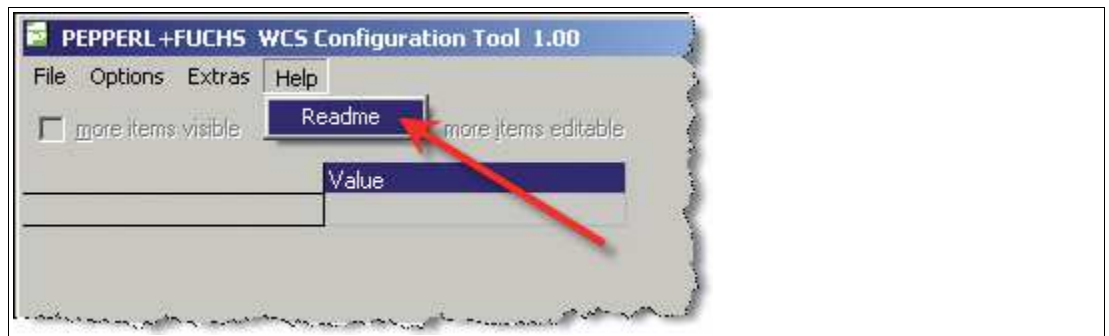 PEPPERL+FUCHS WCS Configuration Tool 1.00
File Options Extras Help
Readme
more items visible more items editable
Value